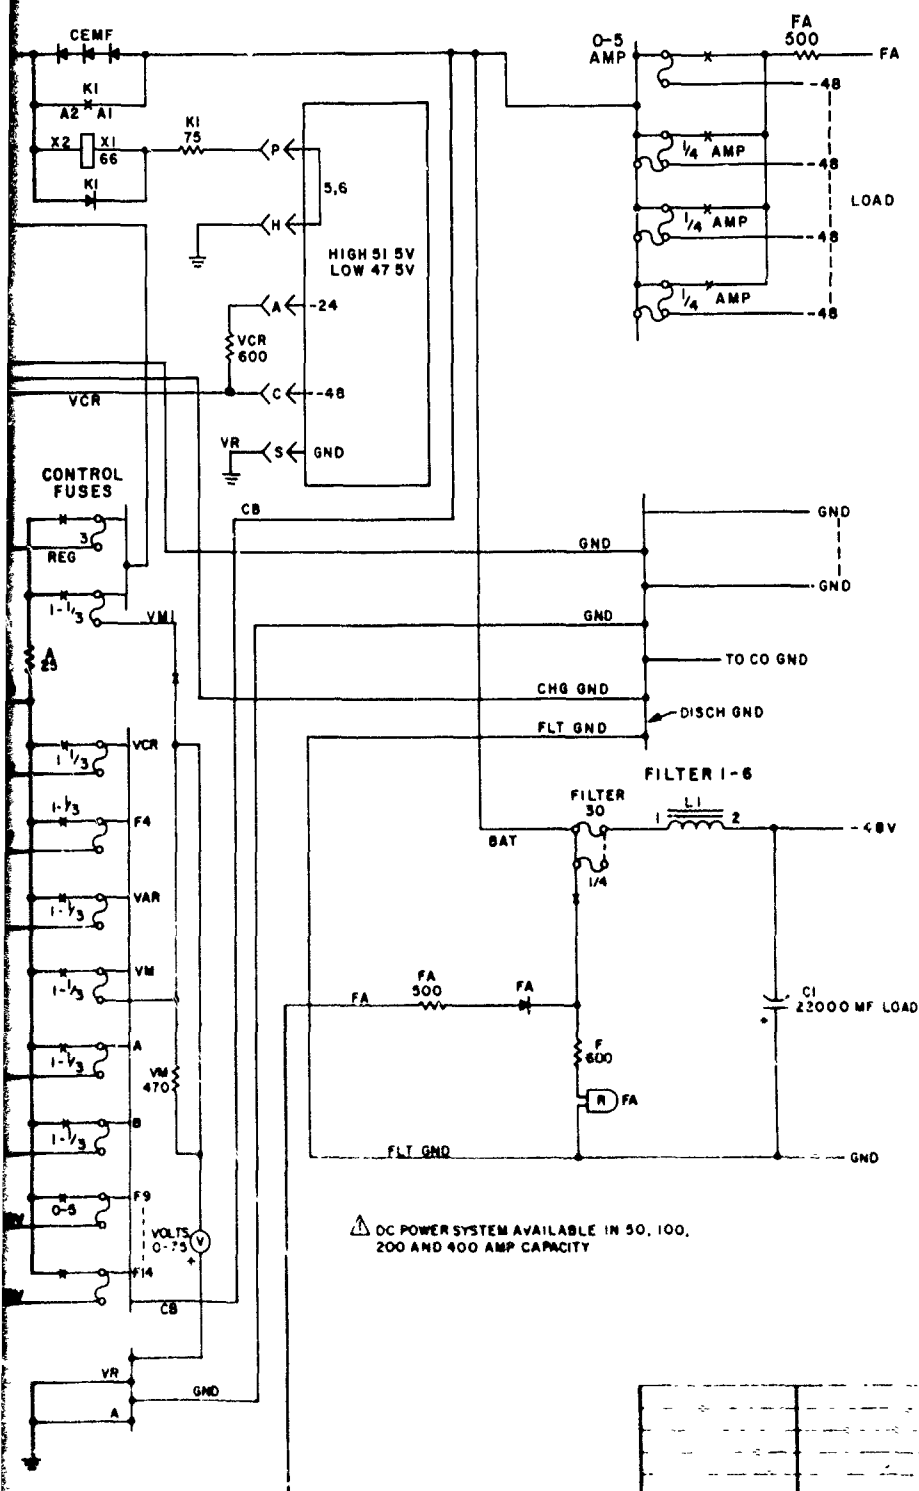 CEMF
K1
A2 A1
X2 X1
66
K1
K1
75
P
5,6
H
HIGH 51 5V
LOW 47 5V
A -24
VCR
600
C -48
VCR
VR
S GND
0-5
AMP
FA
500
FA
-48
1/4 AMP
-48
LOAD
1/4 AMP
-48
1/4 AMP
-48
CONTROL
FUSES
CB
3
REG
1-1/3
VM
A
25
GND
GND
GND
GND
TO CO GND
CHG GND
DISCH GND
FLT GND
VCR
1 1/3
F4
1-1/3
VAR
1-1/3
VM
1-1/3
A
1-1/3
VM
470
B
1-1/3
F9
0-5
VOLTS
0-75
V
+
F14
CB
VR
GND
A
FILTER 1-6
FILTER
30
L1
1 2
BAT
-48V
1/4
FA
500
FA
FA
C1
22000 MF LOAD
+
F
600
R FA
FLT GND
GND
⚠ DC POWER SYSTEM AVAILABLE IN 50, 100,
200 AND 400 AMP CAPACITY